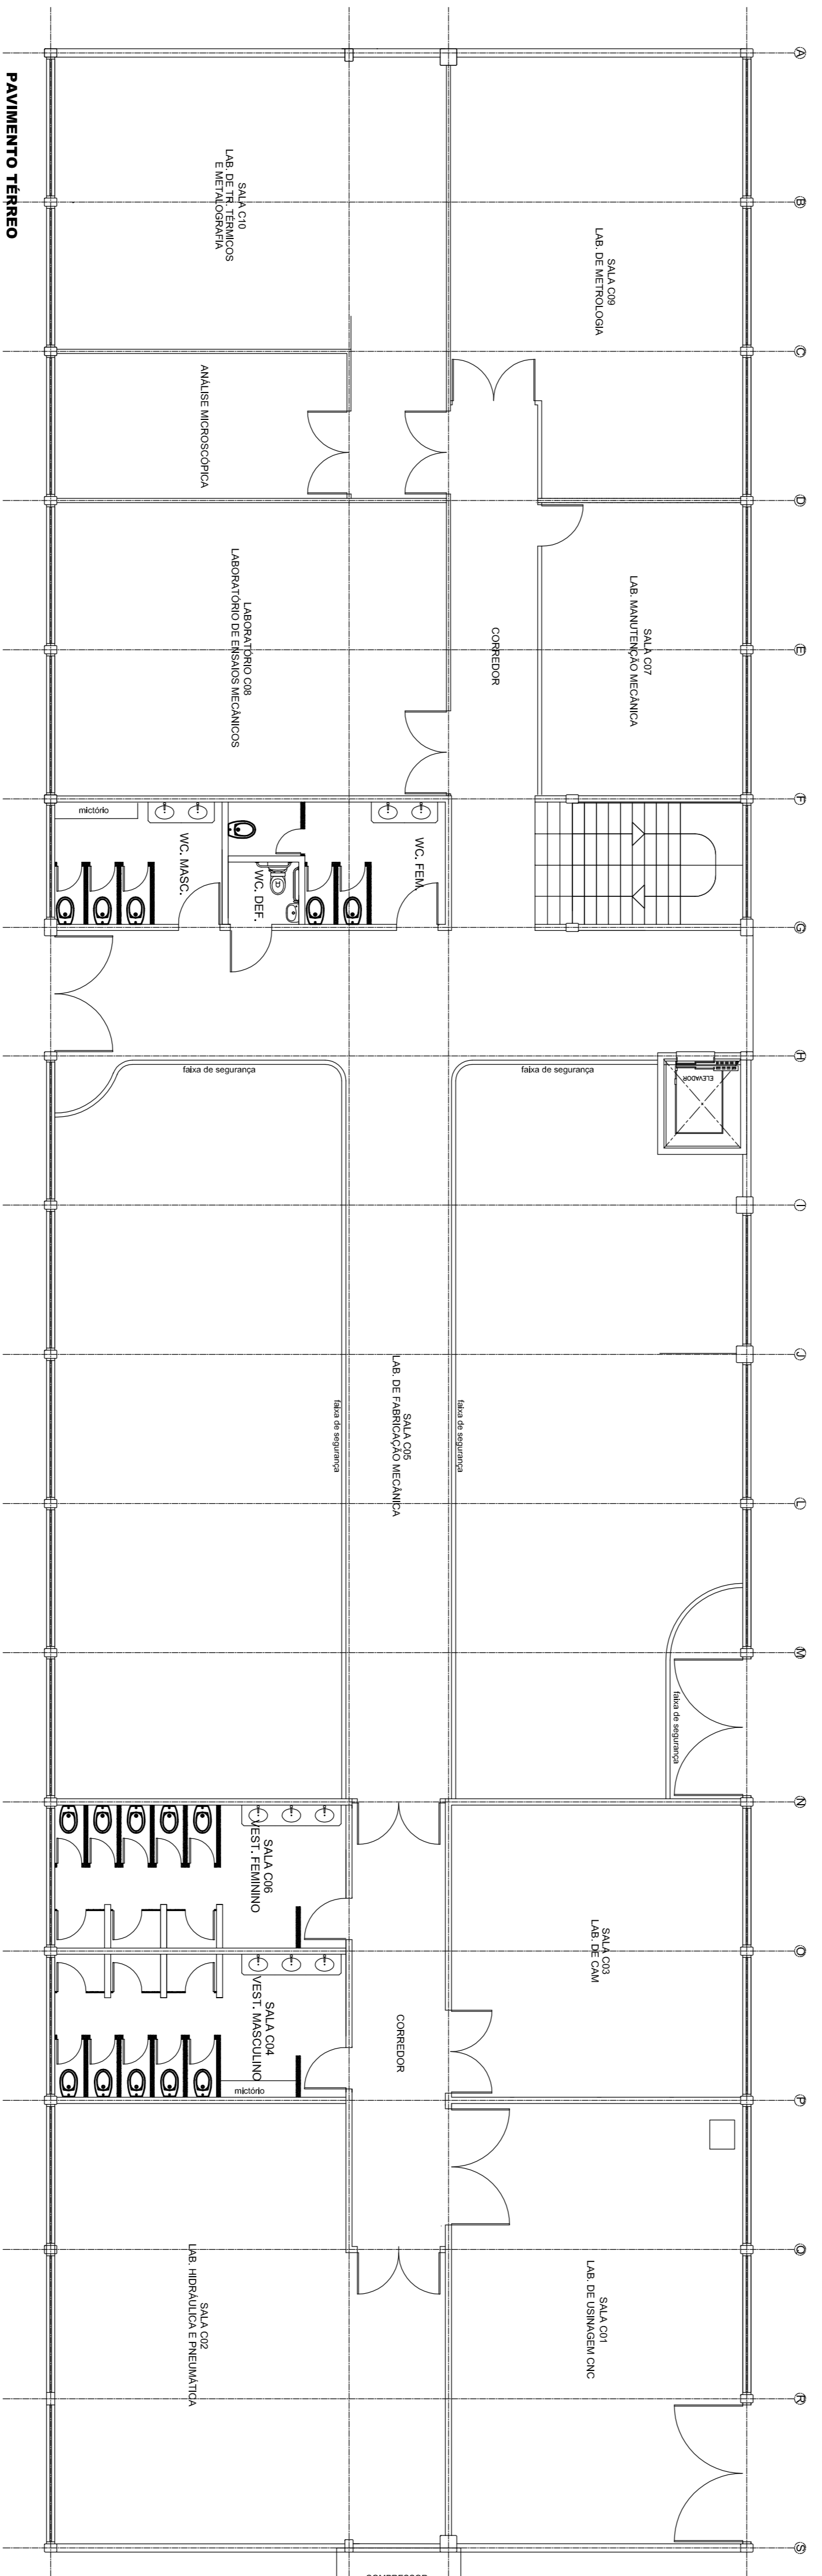 A
B
C
D
E
F
G
H
I
J
L
M
N
O
P
Q
R
S
PAVIMENTO TÉRREO
SALA C10
LAB. DE TR. TÉRMICOS
E METALOGRAFIA
SALA C09
LAB. DE METROLOGIA
ANÁLISE MICROSCÓPICA
LABORATÓRIO C08
LABORATÓRIO DE ENSAIOS MECÂNICOS
CORREDOR
SALA C07
LAB. MANUTENÇÃO MECÂNICA
mictório
WC. MASC.
WC. DEF.
WC. FEM.
faixa de segurança
faixa de segurança
ELEVADOR
SALA C05
LAB. DE FABRICAÇÃO MECÂNICA
faixa de segurança
faixa de segurança
faixa de segurança
SALA C06
VEST. FEMININO
SALA C04
VEST. MASCULINO
mictório
CORREDOR
SALA C03
LAB. DE CAM
SALA C02
LAB. HIDRÁULICA E PNEUMÁTICA
SALA C01
LAB. DE USINAGEM CNC